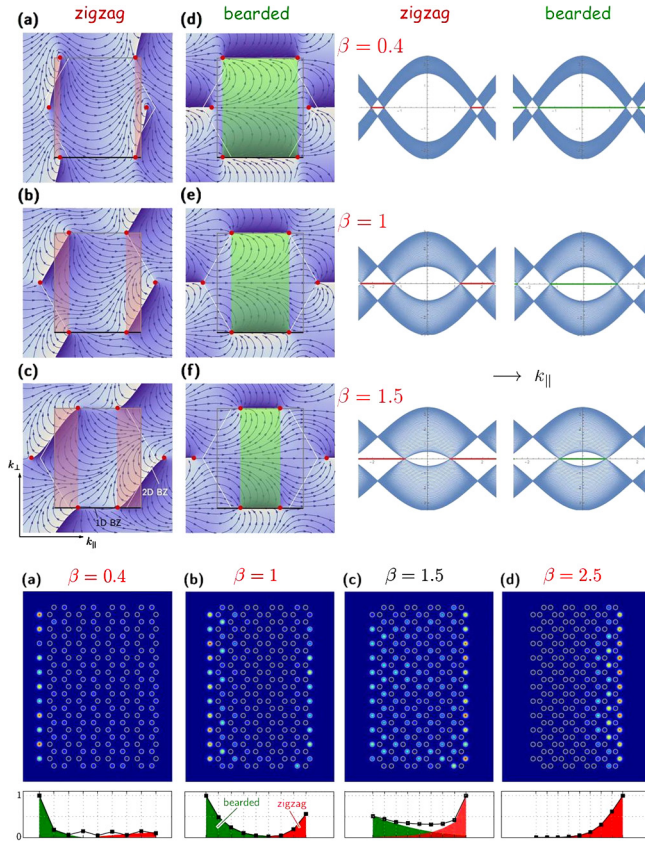 zigzag bearded zigzag bearded
(a) (d) β = 0.4
(b) (e) β = 1
(c) (f) → k∥
β = 1.5
k⊥
2D BZ
1D BZ
k∥
(a) β = 0.4 (b) β = 1 (c) β = 1.5 (d) β = 2.5
1
bearded zigzag
0